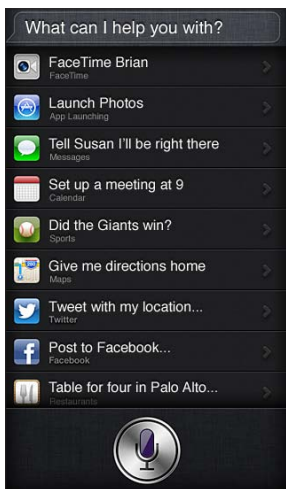 What can I help you with?
FaceTime Brian
FaceTime
Launch Photos
App Launching
Tell Susan I'll be right there
Messages
Set up a meeting at 9
Calendar
Did the Giants win?
Sports
Give me directions home
Maps
Tweet with my location...
Twitter
Post to Facebook...
Facebook
Table for four in Palo Alto...
Restaurants